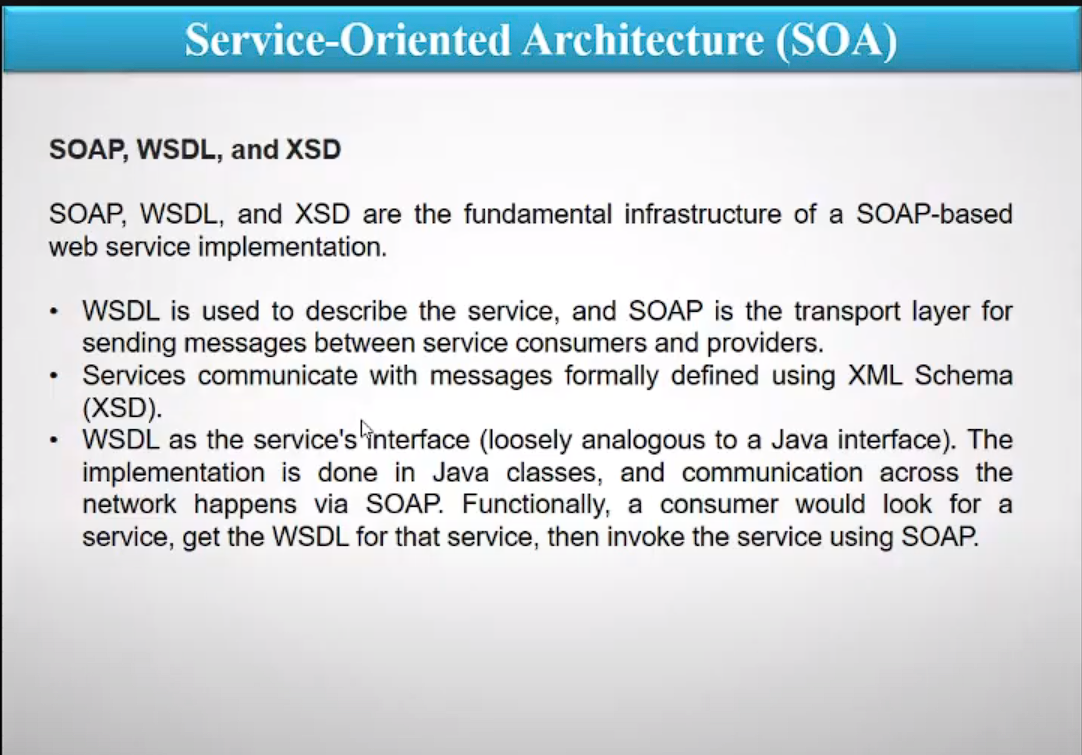 Service-Oriented Architecture (SOA)
SOAP, WSDL, and XSD
SOAP, WSDL, and XSD are the fundamental infrastructure of a SOAP-based
web service implementation.
• WSDL is used to describe the service, and SOAP is the transport layer for
sending messages between service consumers and providers.
• Services communicate with messages formally defined using XML Schema
(XSD).
• WSDL as the service's interface (loosely analogous to a Java interface). The
implementation is done in Java classes, and communication across the
network happens via SOAP. Functionally, a consumer would look for a
service, get the WSDL for that service, then invoke the service using SOAP.